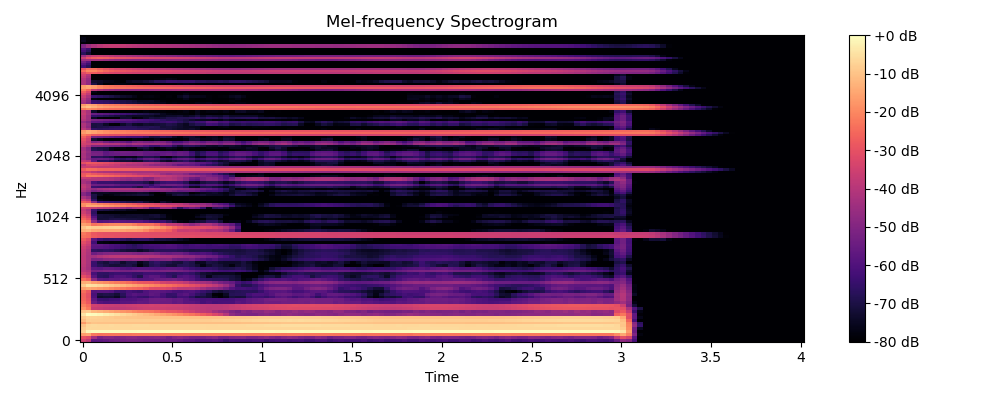 Mel-frequency Spectrogram
+0 dB
-10 dB
4096
-20 dB
-30 dB
2048
Hz
-40 dB
1024
-50 dB
512
-60 dB
-70 dB
0
-80 dB
0 0.5 1 1.5 2 2.5 3 3.5 4
Time